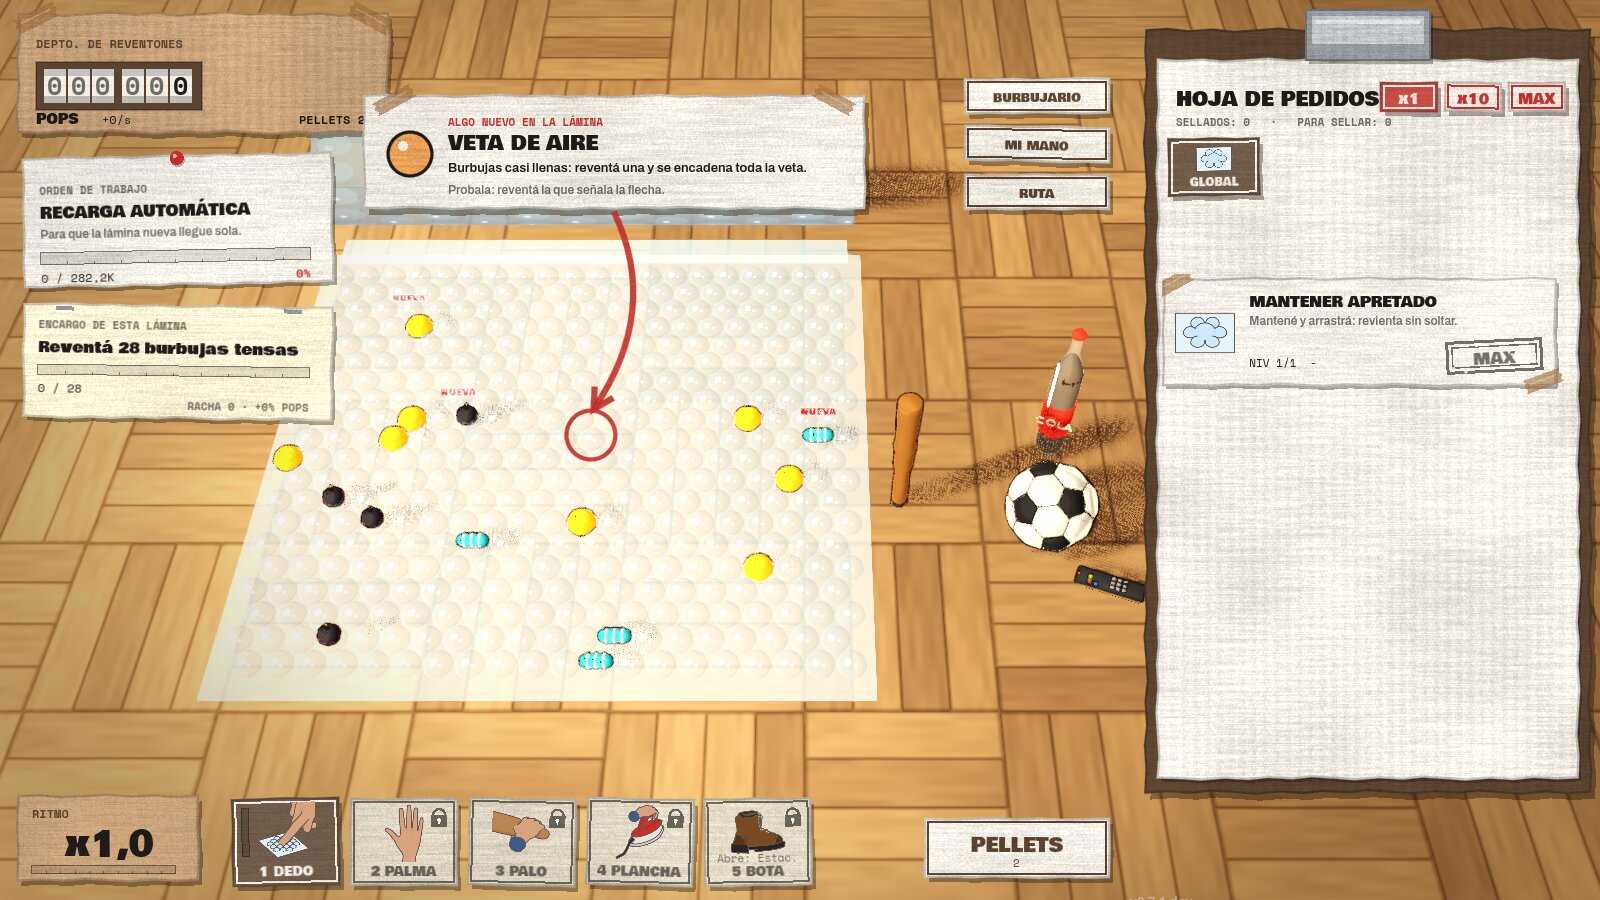 DEPTO. DE REVENTONES
000 000
POPS +0/s PELLETS 2
ORDEN DE TRABAJO
RECARGA AUTOMÁTICA
Para que la lámina nueva llegue sola.
0 / 282,2K 0%
ENCARGO DE ESTA LÁMINA
Reventá 28 burbujas tensas
0 / 28
RACHA 0 · +0% POPS
ALGO NUEVO EN LA LÁMINA
VETA DE AIRE
Burbujas casi llenas: reventá una y se encadena toda la veta.
Probala: reventá la que señala la flecha.
BURBUJARIO
MI MANO
RUTA
NUEVA
NUEVA
NUEVA
COLA
HOJA DE PEDIDOS x1 x10 MAX
SELLADOS: 0 · PARA SELLAR: 0
GLOBAL
MANTENER APRETADO
Mantené y arrastrá: revienta sin soltar.
NIV 1/1 - MAX
RITMO
x1,0
1 DEDO
2 PALMA
3 PALO
4 PLANCHA
Abre: Estac.
5 BOTA
PELLETS
2